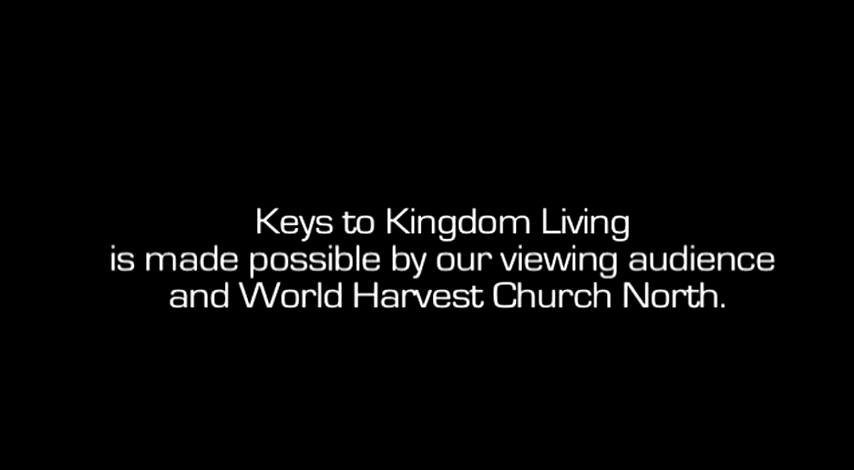 Keys to Kingdom Living
is made possible by our viewing audience
and World Harvest Church North.